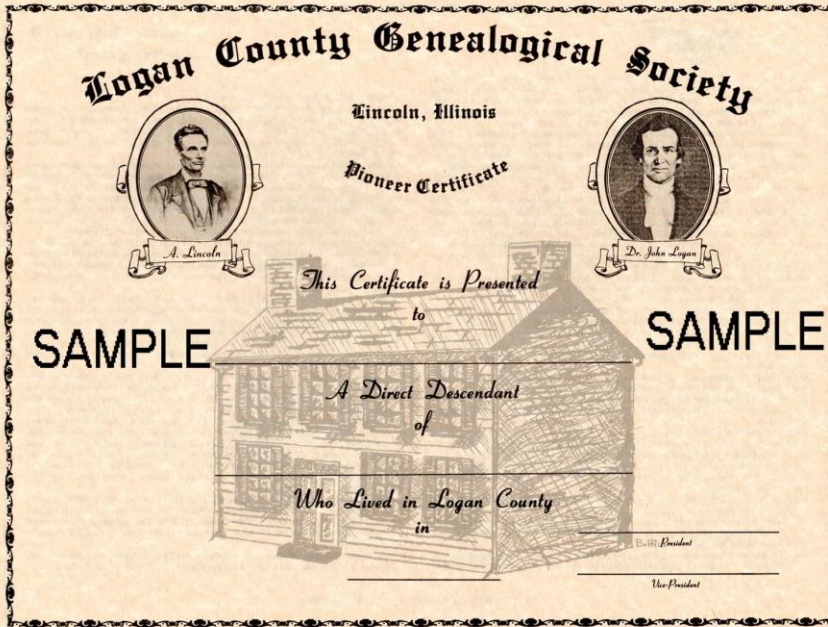 Logan County Genealogical Society
Lincoln, Illinois
Pioneer Certificate
A. Lincoln
Dr. John Logan
This Certificate is Presented
to
SAMPLE
SAMPLE
A Direct Descendant
of
Who Lived in Logan County
in
President
Vice-President